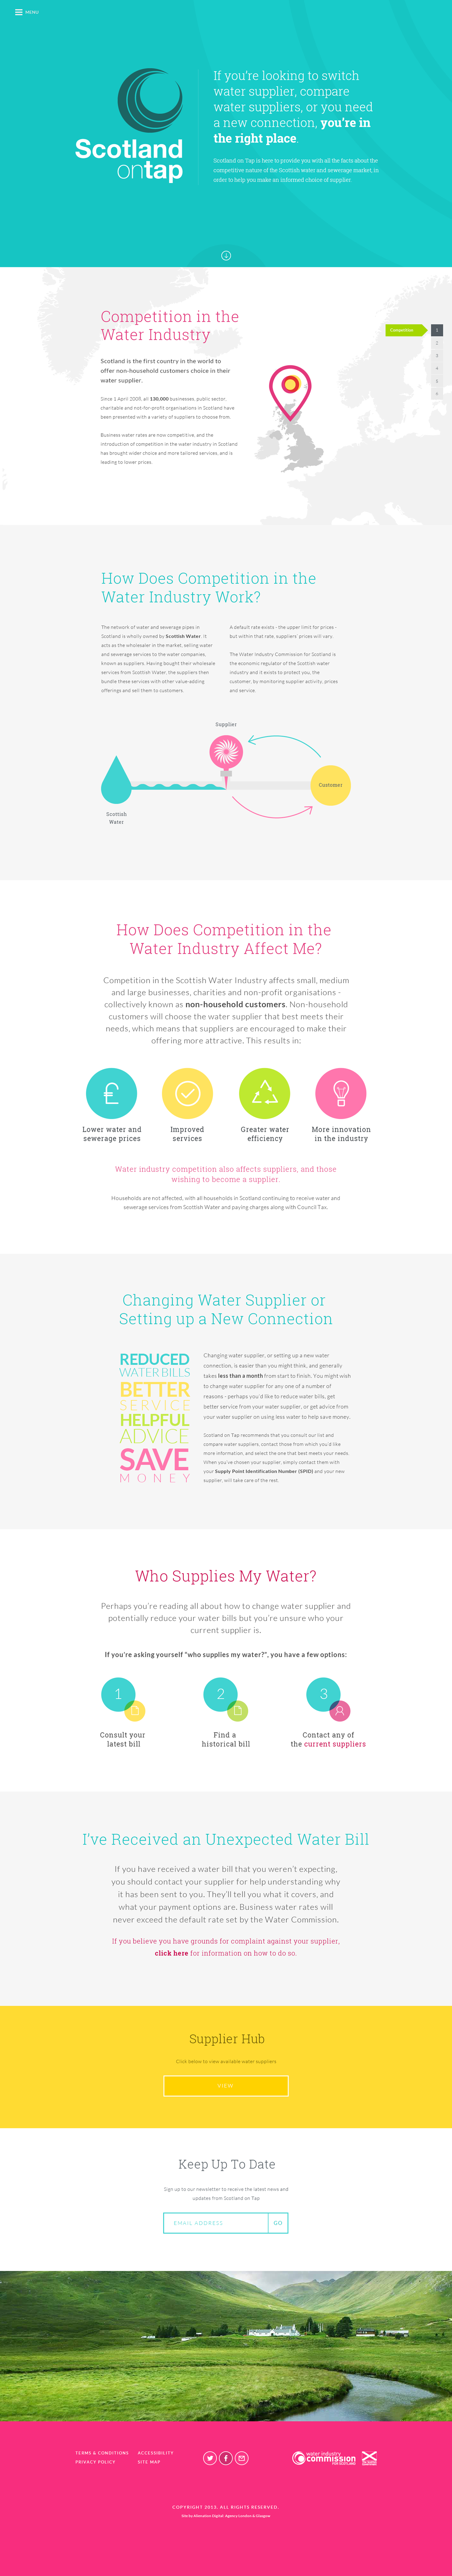 MENU
Scotland
ontap
If you're looking to switch
water supplier, compare
water suppliers, or you need
a new connection, you're in
the right place.
Scotland on Tap is here to provide you with all the facts about the
competitive nature of the Scottish water and sewerage market, in
order to help you make an informed choice of supplier.
Competition in the
Water Industry
Scotland is the first country in the world to
offer non-household customers choice in their
water supplier.
Since 1 April 2008, all 130,000 businesses, public sector,
charitable and not-for-profit organisations in Scotland have
been presented with a variety of suppliers to choose from.
Business water rates are now competitive, and the
introduction of competition in the water industry in Scotland
has brought wider choice and more tailored services, and is
leading to lower prices.
Competition
1
2
3
4
5
6
How Does Competition in the
Water Industry Work?
The network of water and sewerage pipes in
Scotland is wholly owned by Scottish Water. It
acts as the wholesaler in the market, selling water
and sewerage services to the water companies,
known as suppliers. Having bought their wholesale
services from Scottish Water, the suppliers then
bundle these services with other value-adding
offerings and sell them to customers.
A default rate exists - the upper limit for prices -
but within that rate, suppliers' prices will vary.
The Water Industry Commission for Scotland is
the economic regulator of the Scottish water
industry and it exists to protect you, the
customer, by monitoring supplier activity, prices
and service.
Supplier
Customer
Scottish
Water
How Does Competition in the
Water Industry Affect Me?
Competition in the Scottish Water Industry affects small, medium
and large businesses, charities and non-profit organisations -
collectively known as non-household customers. Non-household
customers will choose the water supplier that best meets their
needs, which means that suppliers are encouraged to make their
offering more attractive. This results in:
Lower water and
sewerage prices
Improved
services
Greater water
efficiency
More innovation
in the industry
Water industry competition also affects suppliers, and those
wishing to become a supplier.
Households are not affected, with all households in Scotland continuing to receive water and
sewerage services from Scottish Water and paying charges along with Council Tax.
Changing Water Supplier or
Setting up a New Connection
REDUCED
WATER BILLS
BETTER
SERVICE
HELPFUL
ADVICE
SAVE
MONEY
Changing water supplier, or setting up a new water
connection, is easier than you might think, and generally
takes less than a month from start to finish. You might wish
to change water supplier for any one of a number of
reasons - perhaps you'd like to reduce water bills, get
better service from your water supplier, or get advice from
your water supplier on using less water to help save money.
Scotland on Tap recommends that you consult our list and
compare water suppliers, contact those from which you'd like
more information, and select the one that best meets your needs.
When you've chosen your supplier, simply contact them with
your Supply Point Identification Number (SPID) and your new
supplier, will take care of the rest.
Who Supplies My Water?
Perhaps you're reading all about how to change water supplier and
potentially reduce your water bills but you're unsure who your
current supplier is.
If you're asking yourself "who supplies my water?", you have a few options:
1
2
3
Consult your
latest bill
Find a
historical bill
Contact any of
the current suppliers
I've Received an Unexpected Water Bill
If you have received a water bill that you weren't expecting,
you should contact your supplier for help understanding why
it has been sent to you. They'll tell you what it covers, and
what your payment options are. Business water rates will
never exceed the default rate set by the Water Commission.
If you believe you have grounds for complaint against your supplier,
click here for information on how to do so.
Supplier Hub
Click below to view available water suppliers
VIEW
Keep Up To Date
Sign up to our newsletter to receive the latest news and
updates from Scotland on Tap
EMAIL ADDRESS
GO
TERMS & CONDITIONS
ACCESSIBILITY
PRIVACY POLICY
SITE MAP
water industry
commission
FOR SCOTLAND
COPYRIGHT 2013. ALL RIGHTS RESERVED.